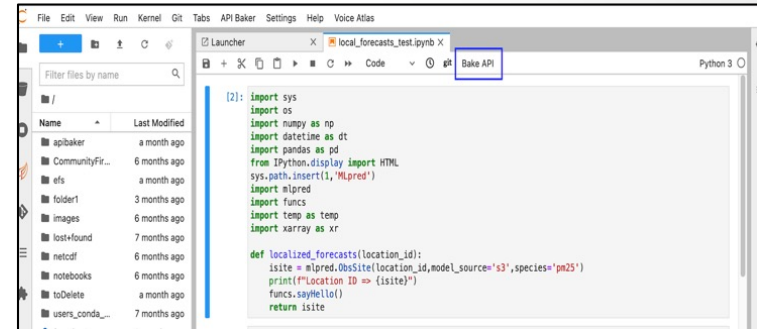 File Edit View Run Kernel Git Tabs API Baker Settings Help Voice Atlas
Launcher
local_forecasts_test.ipynb
Code
git
Bake API
Python 3
Filter files by name
/
Name Last Modified
apibaker a month ago
CommunityFir... 6 months ago
efs a month ago
folder1 3 months ago
images 6 months ago
lost+found 7 months ago
netcdf 6 months ago
notebooks 6 months ago
toDelete a month ago
users_conda_... 7 months ago
[2]: import sys
import os
import numpy as np
import datetime as dt
import pandas as pd
from IPython.display import HTML
sys.path.insert(1,'MLpred')
import mlpred
import funcs
import temp as temp
import xarray as xr
def localized_forecasts(location_id):
isite = mlpred.ObsSite(location_id,model_source='s3',species='pm25')
print(f"Location ID => {isite}")
funcs.sayHello()
return isite